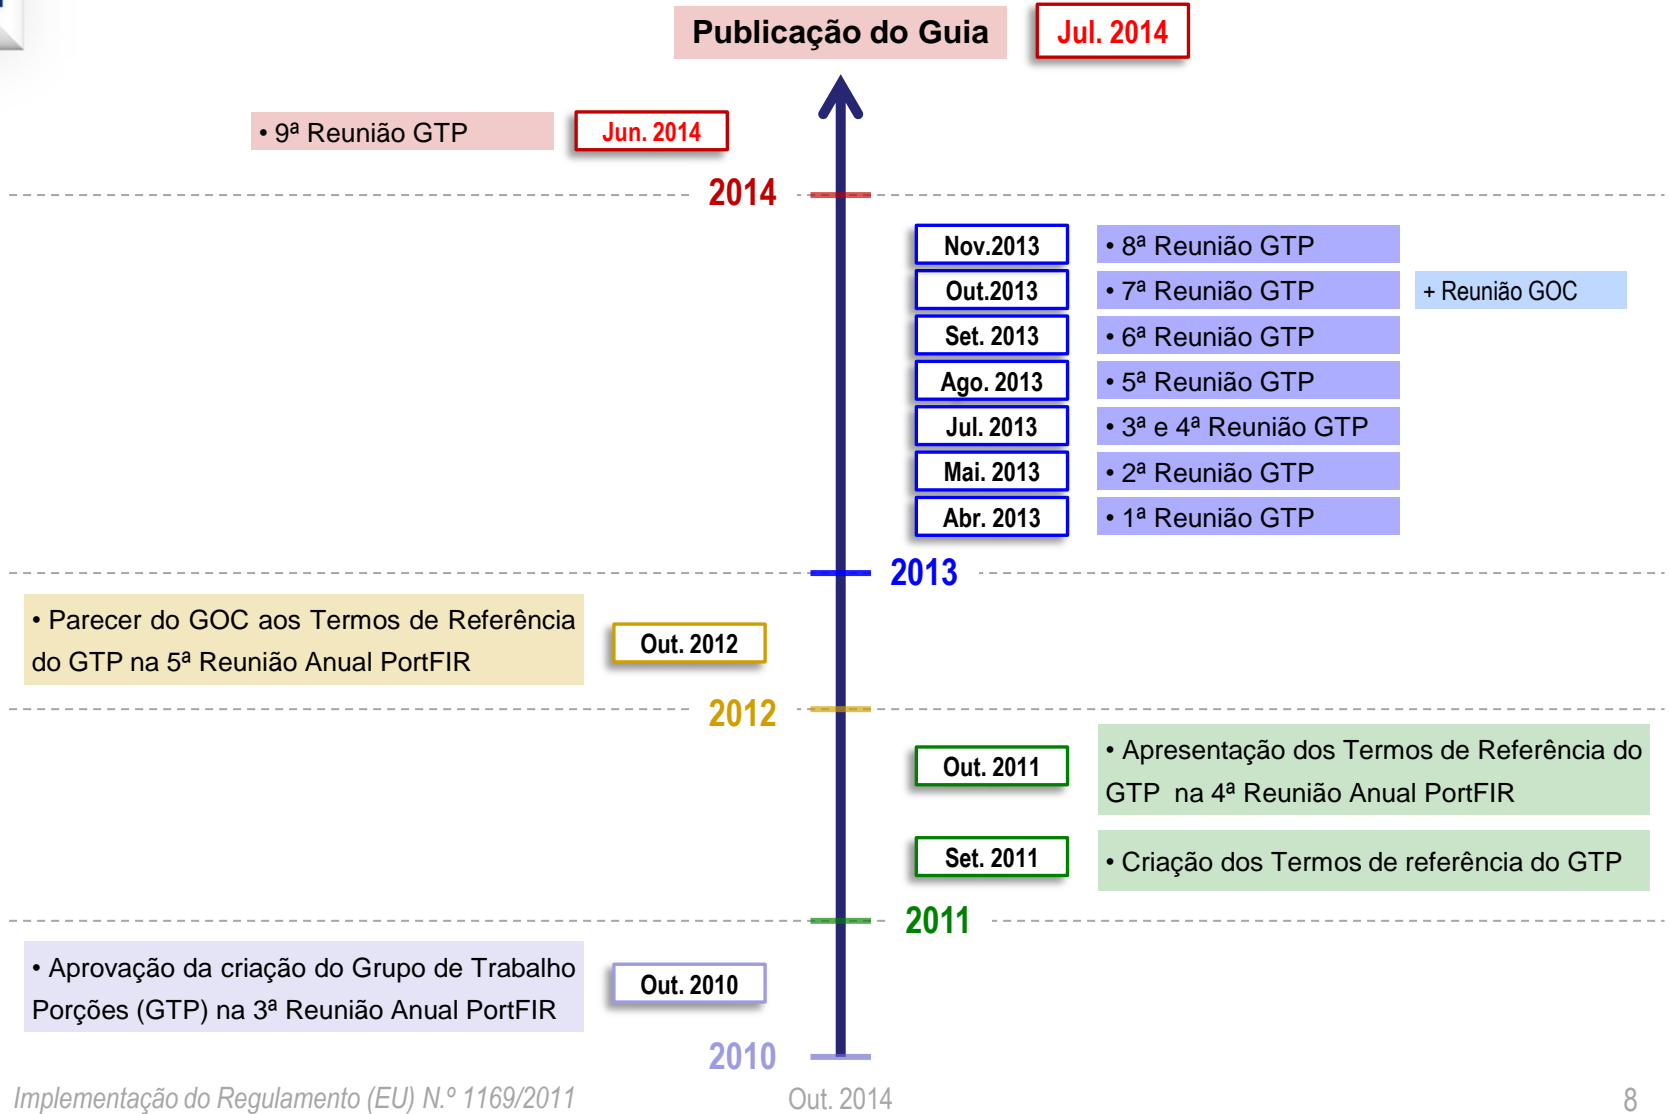 Publicação do Guia
Jul. 2014
• 9ª Reunião GTP
Jun. 2014
2014
Nov.2013
• 8ª Reunião GTP
Out.2013
• 7ª Reunião GTP
+ Reunião GOC
Set. 2013
• 6ª Reunião GTP
Ago. 2013
• 5ª Reunião GTP
Jul. 2013
• 3ª e 4ª Reunião GTP
Mai. 2013
• 2ª Reunião GTP
Abr. 2013
• 1ª Reunião GTP
2013
• Parecer do GOC aos Termos de Referência
do GTP na 5ª Reunião Anual PortFIR
Out. 2012
2012
Out. 2011
• Apresentação dos Termos de Referência do
GTP na 4ª Reunião Anual PortFIR
Set. 2011
• Criação dos Termos de referência do GTP
2011
• Aprovação da criação do Grupo de Trabalho
Porções (GTP) na 3ª Reunião Anual PortFIR
Out. 2010
2010
Implementação do Regulamento (EU) N.º 1169/2011
Out. 2014
8